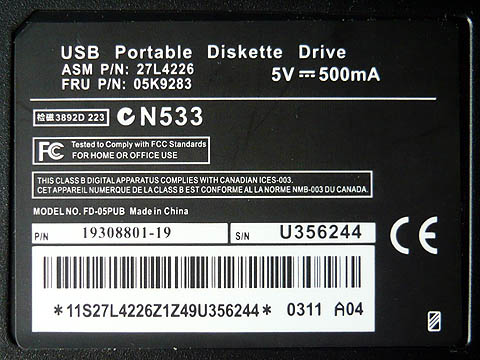 USB Portable Diskette Drive
ASM P/N: 27L4226
FRU P/N: 05K9283
5V⎓500mA
檢磁3892D 223
N533
FC Tested to Comply with FCC Standards
FOR HOME OR OFFICE USE
THIS CLASS B DIGITAL APPARATUS COMPLIES WITH CANADIAN ICES-003.
CET APPAREIL NUMERIQUE DE LA CLASS B EST CONFORME AL LA NORME NMB-003 DU CANADA.
MODEL NO. FD-05PUB Made in China
P/N 19308801-19 S/N U356244
CE
*11S27L4226Z1Z49U356244* 0311 A04